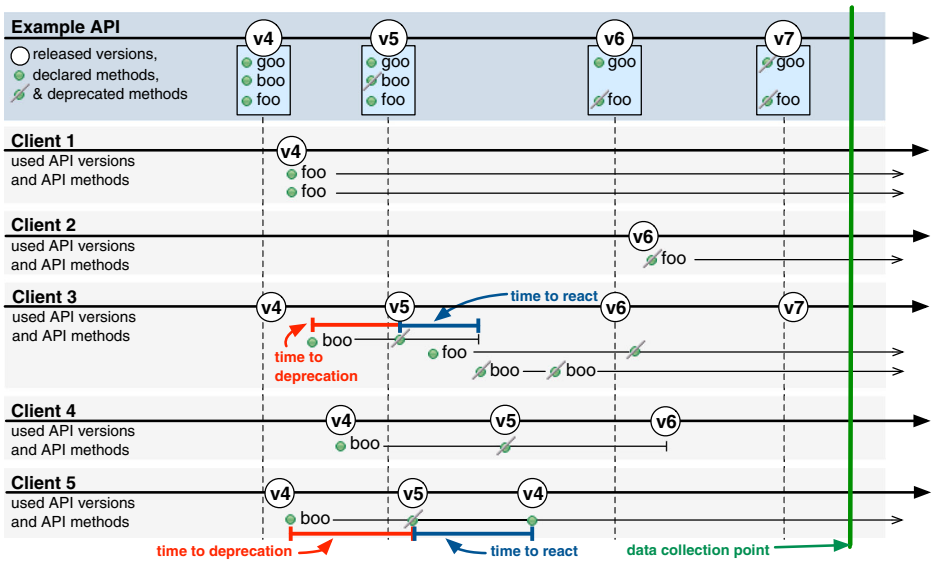 Example API
released versions,
declared methods,
& deprecated methods
v4
goo
boo
foo
v5
goo
boo
foo
v6
goo
foo
v7
goo
foo
Client 1
used API versions
and API methods
v4
foo
foo
Client 2
used API versions
and API methods
v6
foo
Client 3
used API versions
and API methods
v4
v5
v6
v7
time to react
time to
deprecation
boo
foo
boo
boo
Client 4
used API versions
and API methods
v4
v5
v6
boo
Client 5
used API versions
and API methods
v4
v5
v4
boo
time to deprecation
time to react
data collection point